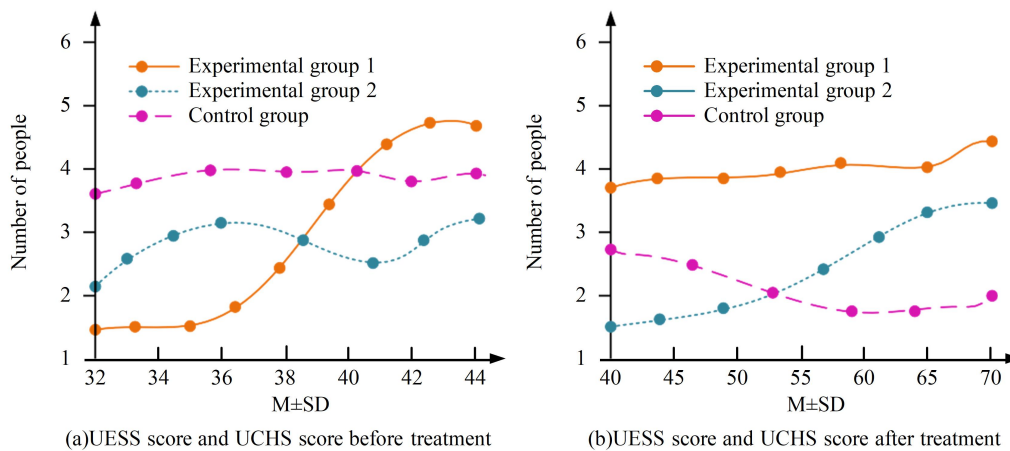 6
5
4
3
2
1
Number of people
Experimental group 1
Experimental group 2
Control group
32 34 36 38 40 42 44
M±SD
(a)UESS score and UCHS score before treatment
6
5
4
3
2
1
Number of people
Experimental group 1
Experimental group 2
Control group
40 45 50 55 60 65 70
M±SD
(b)UESS score and UCHS score after treatment